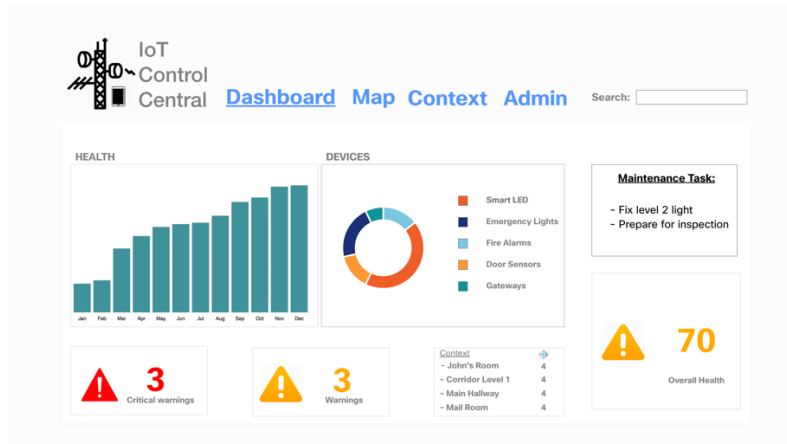 IoT
Control
Central
Dashboard Map Context Admin
Search:
HEALTH
DEVICES
Jan Feb Mar Apr May Jun Jul Aug Sep Oct Nov Dec
Smart LED
Emergency Lights
Fire Alarms
Door Sensors
Gateways
Maintenance Task:
- Fix level 2 light
- Prepare for inspection
3
Critical warnings
3
Warnings
Context
- John's Room 4
- Corridor Level 1 4
- Main Hallway 4
- Mail Room 4
70
Overall Health